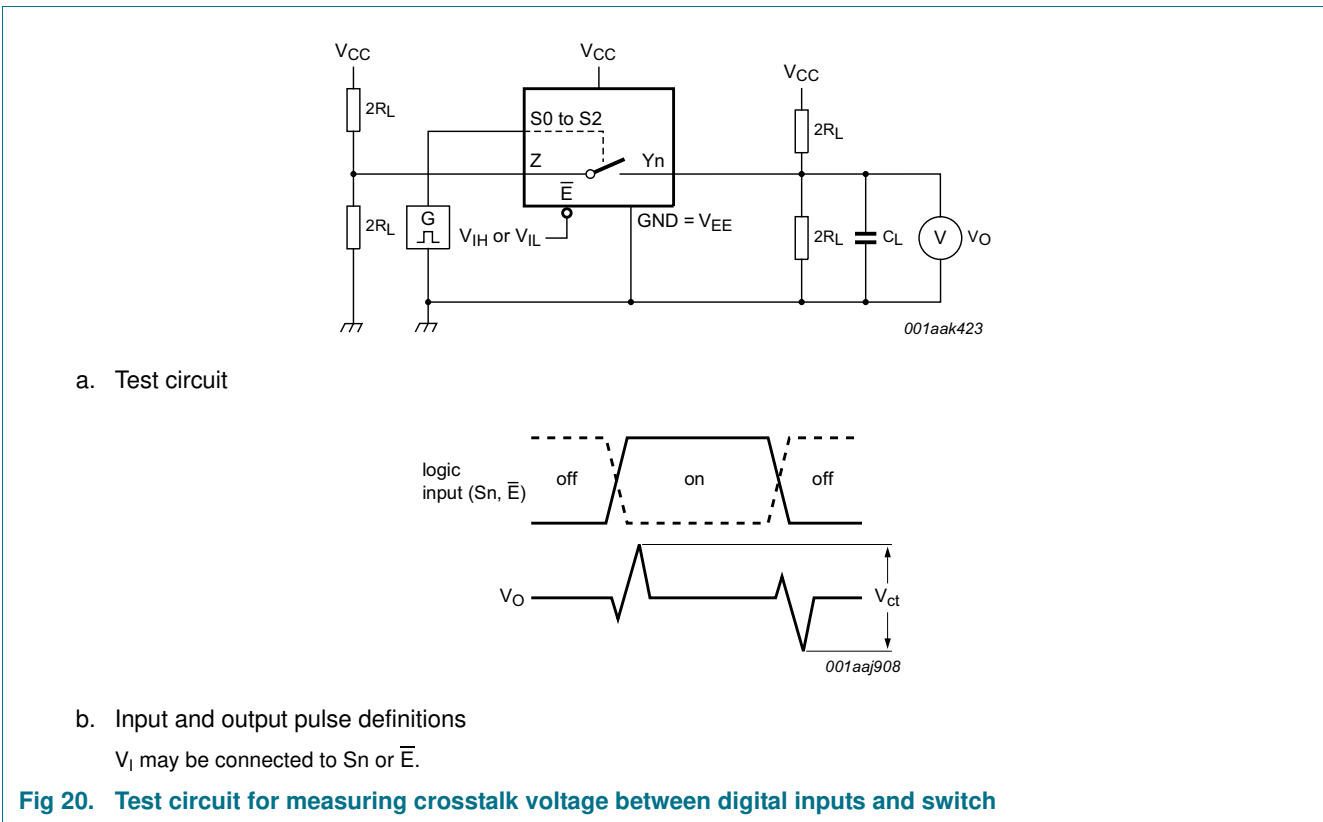 VCC
VCC
VCC
2RL
S0 to S2
2RL
Z
Yn
E̅
2RL
G
VIH or VIL
GND = VEE
2RL
CL
V
VO
001aak423
a. Test circuit
logic
input (Sn, E̅)
off
on
off
VO
Vct
001aaj908
b. Input and output pulse definitions
VI may be connected to Sn or E̅.
Fig 20. Test circuit for measuring crosstalk voltage between digital inputs and switch